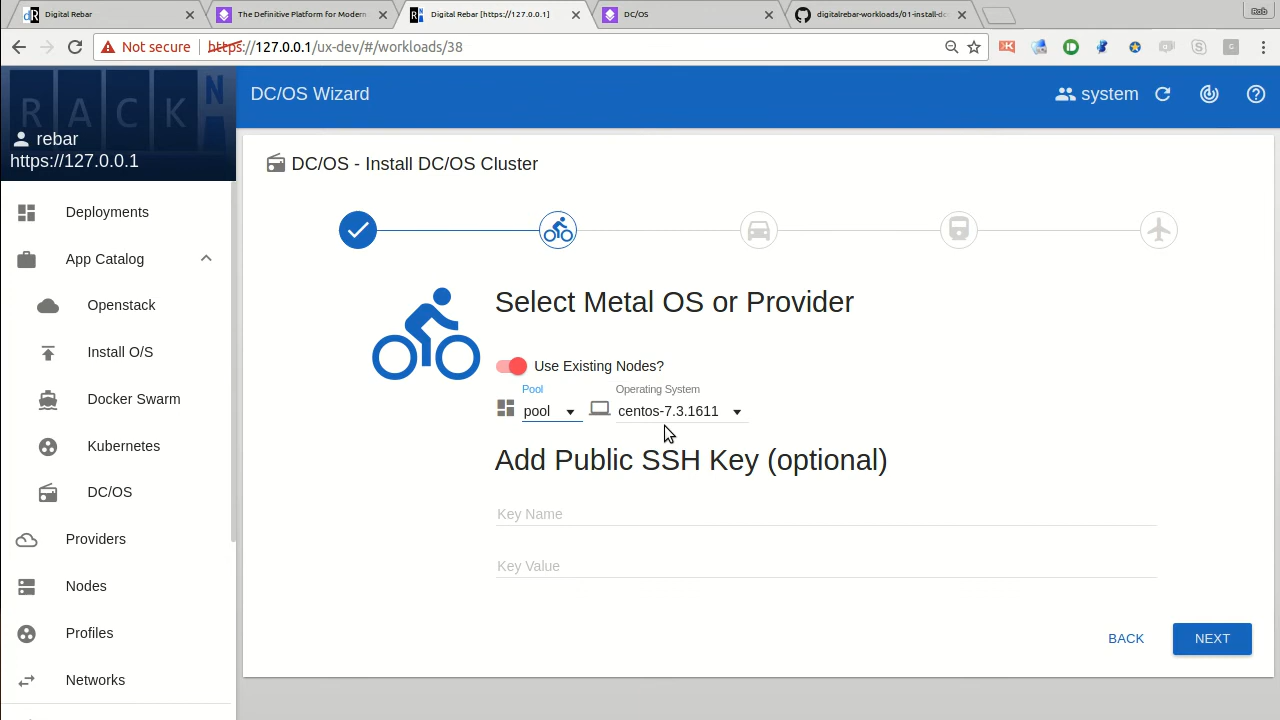 Digital Rebar
The Definitive Platform for Modern
Digital Rebar [https://127.0.0.1]
DC/OS
digitalrebar-workloads/01-install-dc
Rob
Not secure
https://127.0.0.1/ux-dev/#/workloads/38
RACKN
rebar
https://127.0.0.1
DC/OS Wizard
system
Deployments
App Catalog
Openstack
Install O/S
Docker Swarm
Kubernetes
DC/OS
Providers
Nodes
Profiles
Networks
DC/OS - Install DC/OS Cluster
Select Metal OS or Provider
Use Existing Nodes?
Pool
Operating System
pool
centos-7.3.1611
Add Public SSH Key (optional)
Key Name
Key Value
BACK
NEXT